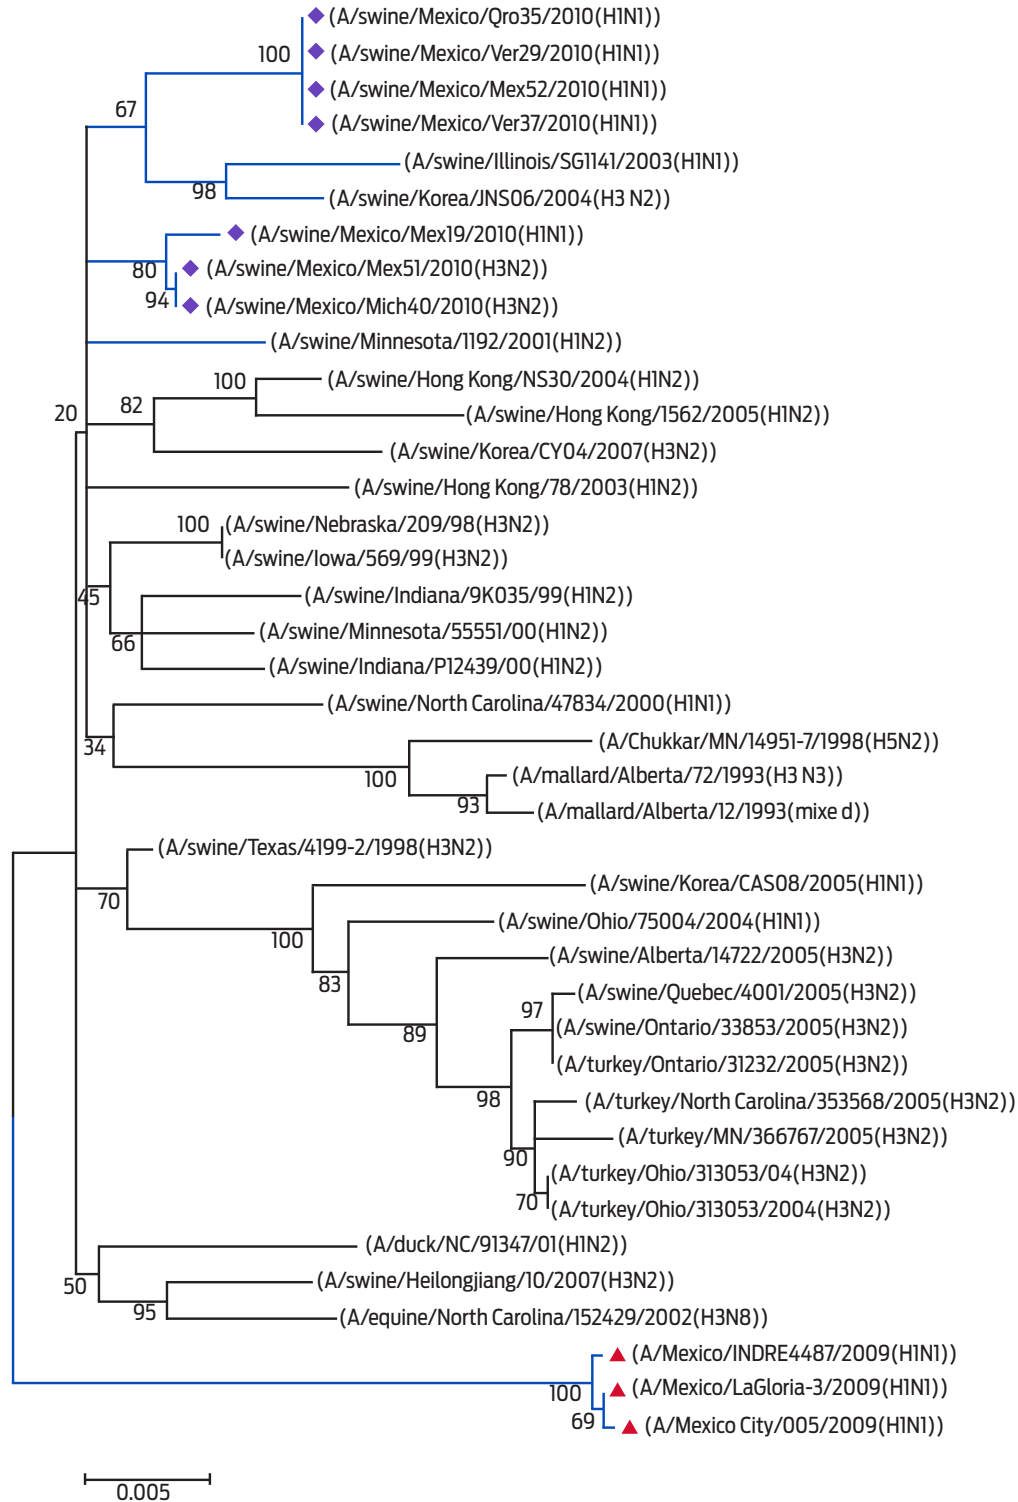 (A/swine/Mexico/Qro35/2010(H1N1))
100
(A/swine/Mexico/Ver29/2010(H1N1))
(A/swine/Mexico/Mex52/2010(H1N1))
67
(A/swine/Mexico/Ver37/2010(H1N1))
(A/swine/Illinois/SG1141/2003(H1N1))
98
(A/swine/Korea/JNS06/2004(H3 N2))
(A/swine/Mexico/Mex19/2010(H1N1))
80
(A/swine/Mexico/Mex51/2010(H3N2))
94
(A/swine/Mexico/Mich40/2010(H3N2))
(A/swine/Minnesota/1192/2001(H1N2))
100
(A/swine/Hong Kong/NS30/2004(H1N2))
20
82
(A/swine/Hong Kong/1562/2005(H1N2))
(A/swine/Korea/CY04/2007(H3N2))
(A/swine/Hong Kong/78/2003(H1N2))
100
(A/swine/Nebraska/209/98(H3N2))
(A/swine/Iowa/569/99(H3N2))
45
(A/swine/Indiana/9K035/99(H1N2))
66
(A/swine/Minnesota/55551/00(H1N2))
(A/swine/Indiana/P12439/00(H1N2))
(A/swine/North Carolina/47834/2000(H1N1))
34
(A/Chukkar/MN/14951-7/1998(H5N2))
100
(A/mallard/Alberta/72/1993(H3 N3))
93
(A/mallard/Alberta/12/1993(mixe d))
(A/swine/Texas/4199-2/1998(H3N2))
70
(A/swine/Korea/CAS08/2005(H1N1))
100
(A/swine/Ohio/75004/2004(H1N1))
83
(A/swine/Alberta/14722/2005(H3N2))
97
(A/swine/Quebec/4001/2005(H3N2))
89
(A/swine/Ontario/33853/2005(H3N2))
(A/turkey/Ontario/31232/2005(H3N2))
98
(A/turkey/North Carolina/353568/2005(H3N2))
(A/turkey/MN/366767/2005(H3N2))
90
(A/turkey/Ohio/313053/04(H3N2))
70
(A/turkey/Ohio/313053/2004(H3N2))
(A/duck/NC/91347/01(H1N2))
50
(A/swine/Heilongjiang/10/2007(H3N2))
95
(A/equine/North Carolina/152429/2002(H3N8))
(A/Mexico/INDRE4487/2009(H1N1))
100
(A/Mexico/LaGloria-3/2009(H1N1))
69
(A/Mexico City/005/2009(H1N1))
0.005